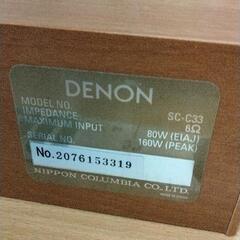 DENON
MODEL NO. SC-C33
IMPEDANCE 6Ω
MAXIMUM INPUT 80W (EIAJ)
160W (PEAK)
SERIAL NO.
No.2076153319
NIPPON COLUMBIA CO., LTD.